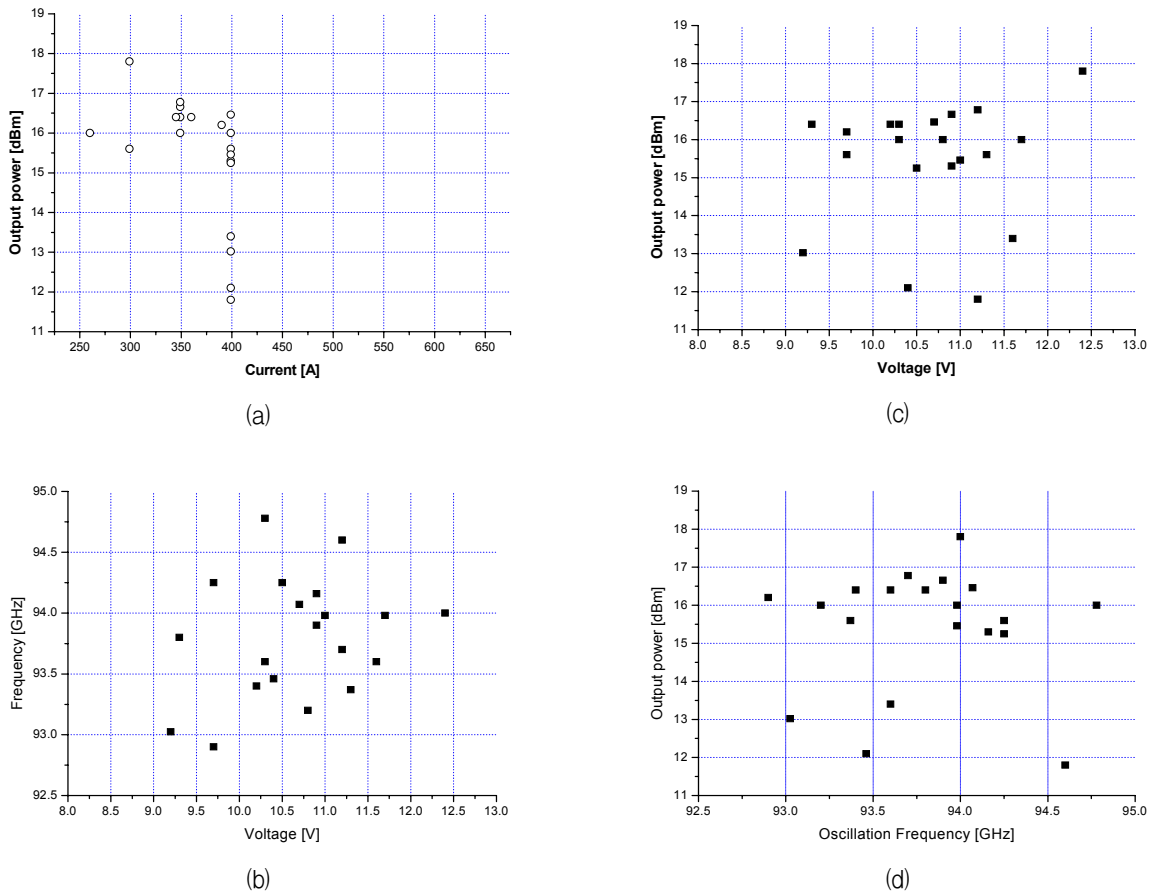 19
18
17
16
15
14
13
12
11
Output power [dBm]
250 300 350 400 450 500 550 600 650
Current [A]
(a)
19
18
17
16
15
14
13
12
11
Output power [dBm]
8.0 8.5 9.0 9.5 10.0 10.5 11.0 11.5 12.0 12.5 13.0
Voltage [V]
(c)
95.0
94.5
94.0
93.5
93.0
92.5
Frequency [GHz]
8.0 8.5 9.0 9.5 10.0 10.5 11.0 11.5 12.0 12.5 13.0
Voltage [V]
(b)
19
18
17
16
15
14
13
12
11
Output power [dBm]
92.5 93.0 93.5 94.0 94.5 95.0
Oscillation Frequency [GHz]
(d)